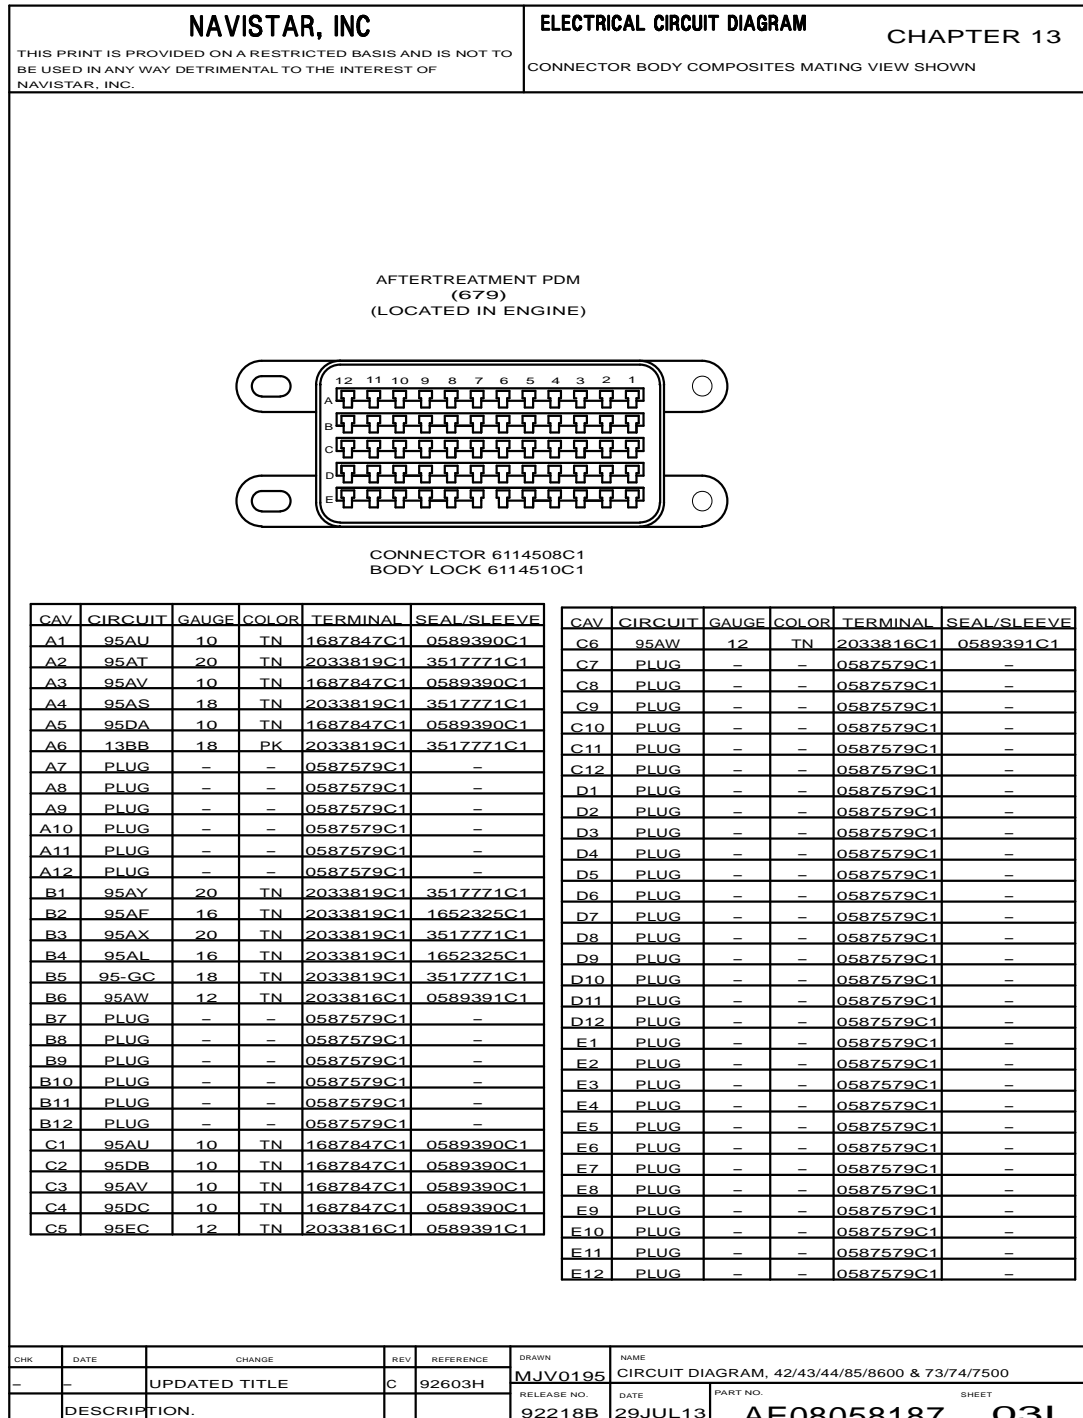 NAVISTAR, INC
THIS PRINT IS PROVIDED ON A RESTRICTED BASIS AND IS NOT TO
BE USED IN ANY WAY DETRIMENTAL TO THE INTEREST OF
NAVISTAR, INC.
ELECTRICAL CIRCUIT DIAGRAM
CHAPTER 13
CONNECTOR BODY COMPOSITES MATING VIEW SHOWN
AFTERTREATMENT PDM
(679)
(LOCATED IN ENGINE)
12 11 10 9 8 7 6 5 4 3 2 1
A
B
C
D
E
CONNECTOR 6114508C1
BODY LOCK 6114510C1
CAV CIRCUIT GAUGE COLOR TERMINAL SEAL/SLEEVE
A1 95AU 10 TN 1687847C1 0589390C1
A2 95AT 20 TN 2033819C1 3517771C1
A3 95AV 10 TN 1687847C1 0589390C1
A4 95AS 18 TN 2033819C1 3517771C1
A5 95DA 10 TN 1687847C1 0589390C1
A6 13BB 18 PK 2033819C1 3517771C1
A7 PLUG – – 0587579C1 –
A8 PLUG – – 0587579C1 –
A9 PLUG – – 0587579C1 –
A10 PLUG – – 0587579C1 –
A11 PLUG – – 0587579C1 –
A12 PLUG – – 0587579C1 –
B1 95AY 20 TN 2033819C1 3517771C1
B2 95AF 16 TN 2033819C1 1652325C1
B3 95AX 20 TN 2033819C1 3517771C1
B4 95AL 16 TN 2033819C1 1652325C1
B5 95-GC 18 TN 2033819C1 3517771C1
B6 95AW 12 TN 2033816C1 0589391C1
B7 PLUG – – 0587579C1 –
B8 PLUG – – 0587579C1 –
B9 PLUG – – 0587579C1 –
B10 PLUG – – 0587579C1 –
B11 PLUG – – 0587579C1 –
B12 PLUG – – 0587579C1 –
C1 95AU 10 TN 1687847C1 0589390C1
C2 95DB 10 TN 1687847C1 0589390C1
C3 95AV 10 TN 1687847C1 0589390C1
C4 95DC 10 TN 1687847C1 0589390C1
C5 95EC 12 TN 2033816C1 0589391C1
CAV CIRCUIT GAUGE COLOR TERMINAL SEAL/SLEEVE
C6 95AW 12 TN 2033816C1 0589391C1
C7 PLUG – – 0587579C1 –
C8 PLUG – – 0587579C1 –
C9 PLUG – – 0587579C1 –
C10 PLUG – – 0587579C1 –
C11 PLUG – – 0587579C1 –
C12 PLUG – – 0587579C1 –
D1 PLUG – – 0587579C1 –
D2 PLUG – – 0587579C1 –
D3 PLUG – – 0587579C1 –
D4 PLUG – – 0587579C1 –
D5 PLUG – – 0587579C1 –
D6 PLUG – – 0587579C1 –
D7 PLUG – – 0587579C1 –
D8 PLUG – – 0587579C1 –
D9 PLUG – – 0587579C1 –
D10 PLUG – – 0587579C1 –
D11 PLUG – – 0587579C1 –
D12 PLUG – – 0587579C1 –
E1 PLUG – – 0587579C1 –
E2 PLUG – – 0587579C1 –
E3 PLUG – – 0587579C1 –
E4 PLUG – – 0587579C1 –
E5 PLUG – – 0587579C1 –
E6 PLUG – – 0587579C1 –
E7 PLUG – – 0587579C1 –
E8 PLUG – – 0587579C1 –
E9 PLUG – – 0587579C1 –
E10 PLUG – – 0587579C1 –
E11 PLUG – – 0587579C1 –
E12 PLUG – – 0587579C1 –
CHK DATE CHANGE REV REFERENCE
– – UPDATED TITLE C 92603H
DESCRIPTION.
DRAWN
MJV0195
NAME
CIRCUIT DIAGRAM, 42/43/44/85/8600 & 73/74/7500
RELEASE NO.
92218B
DATE
29JUL13
PART NO.
AE08058187
SHEET
03L